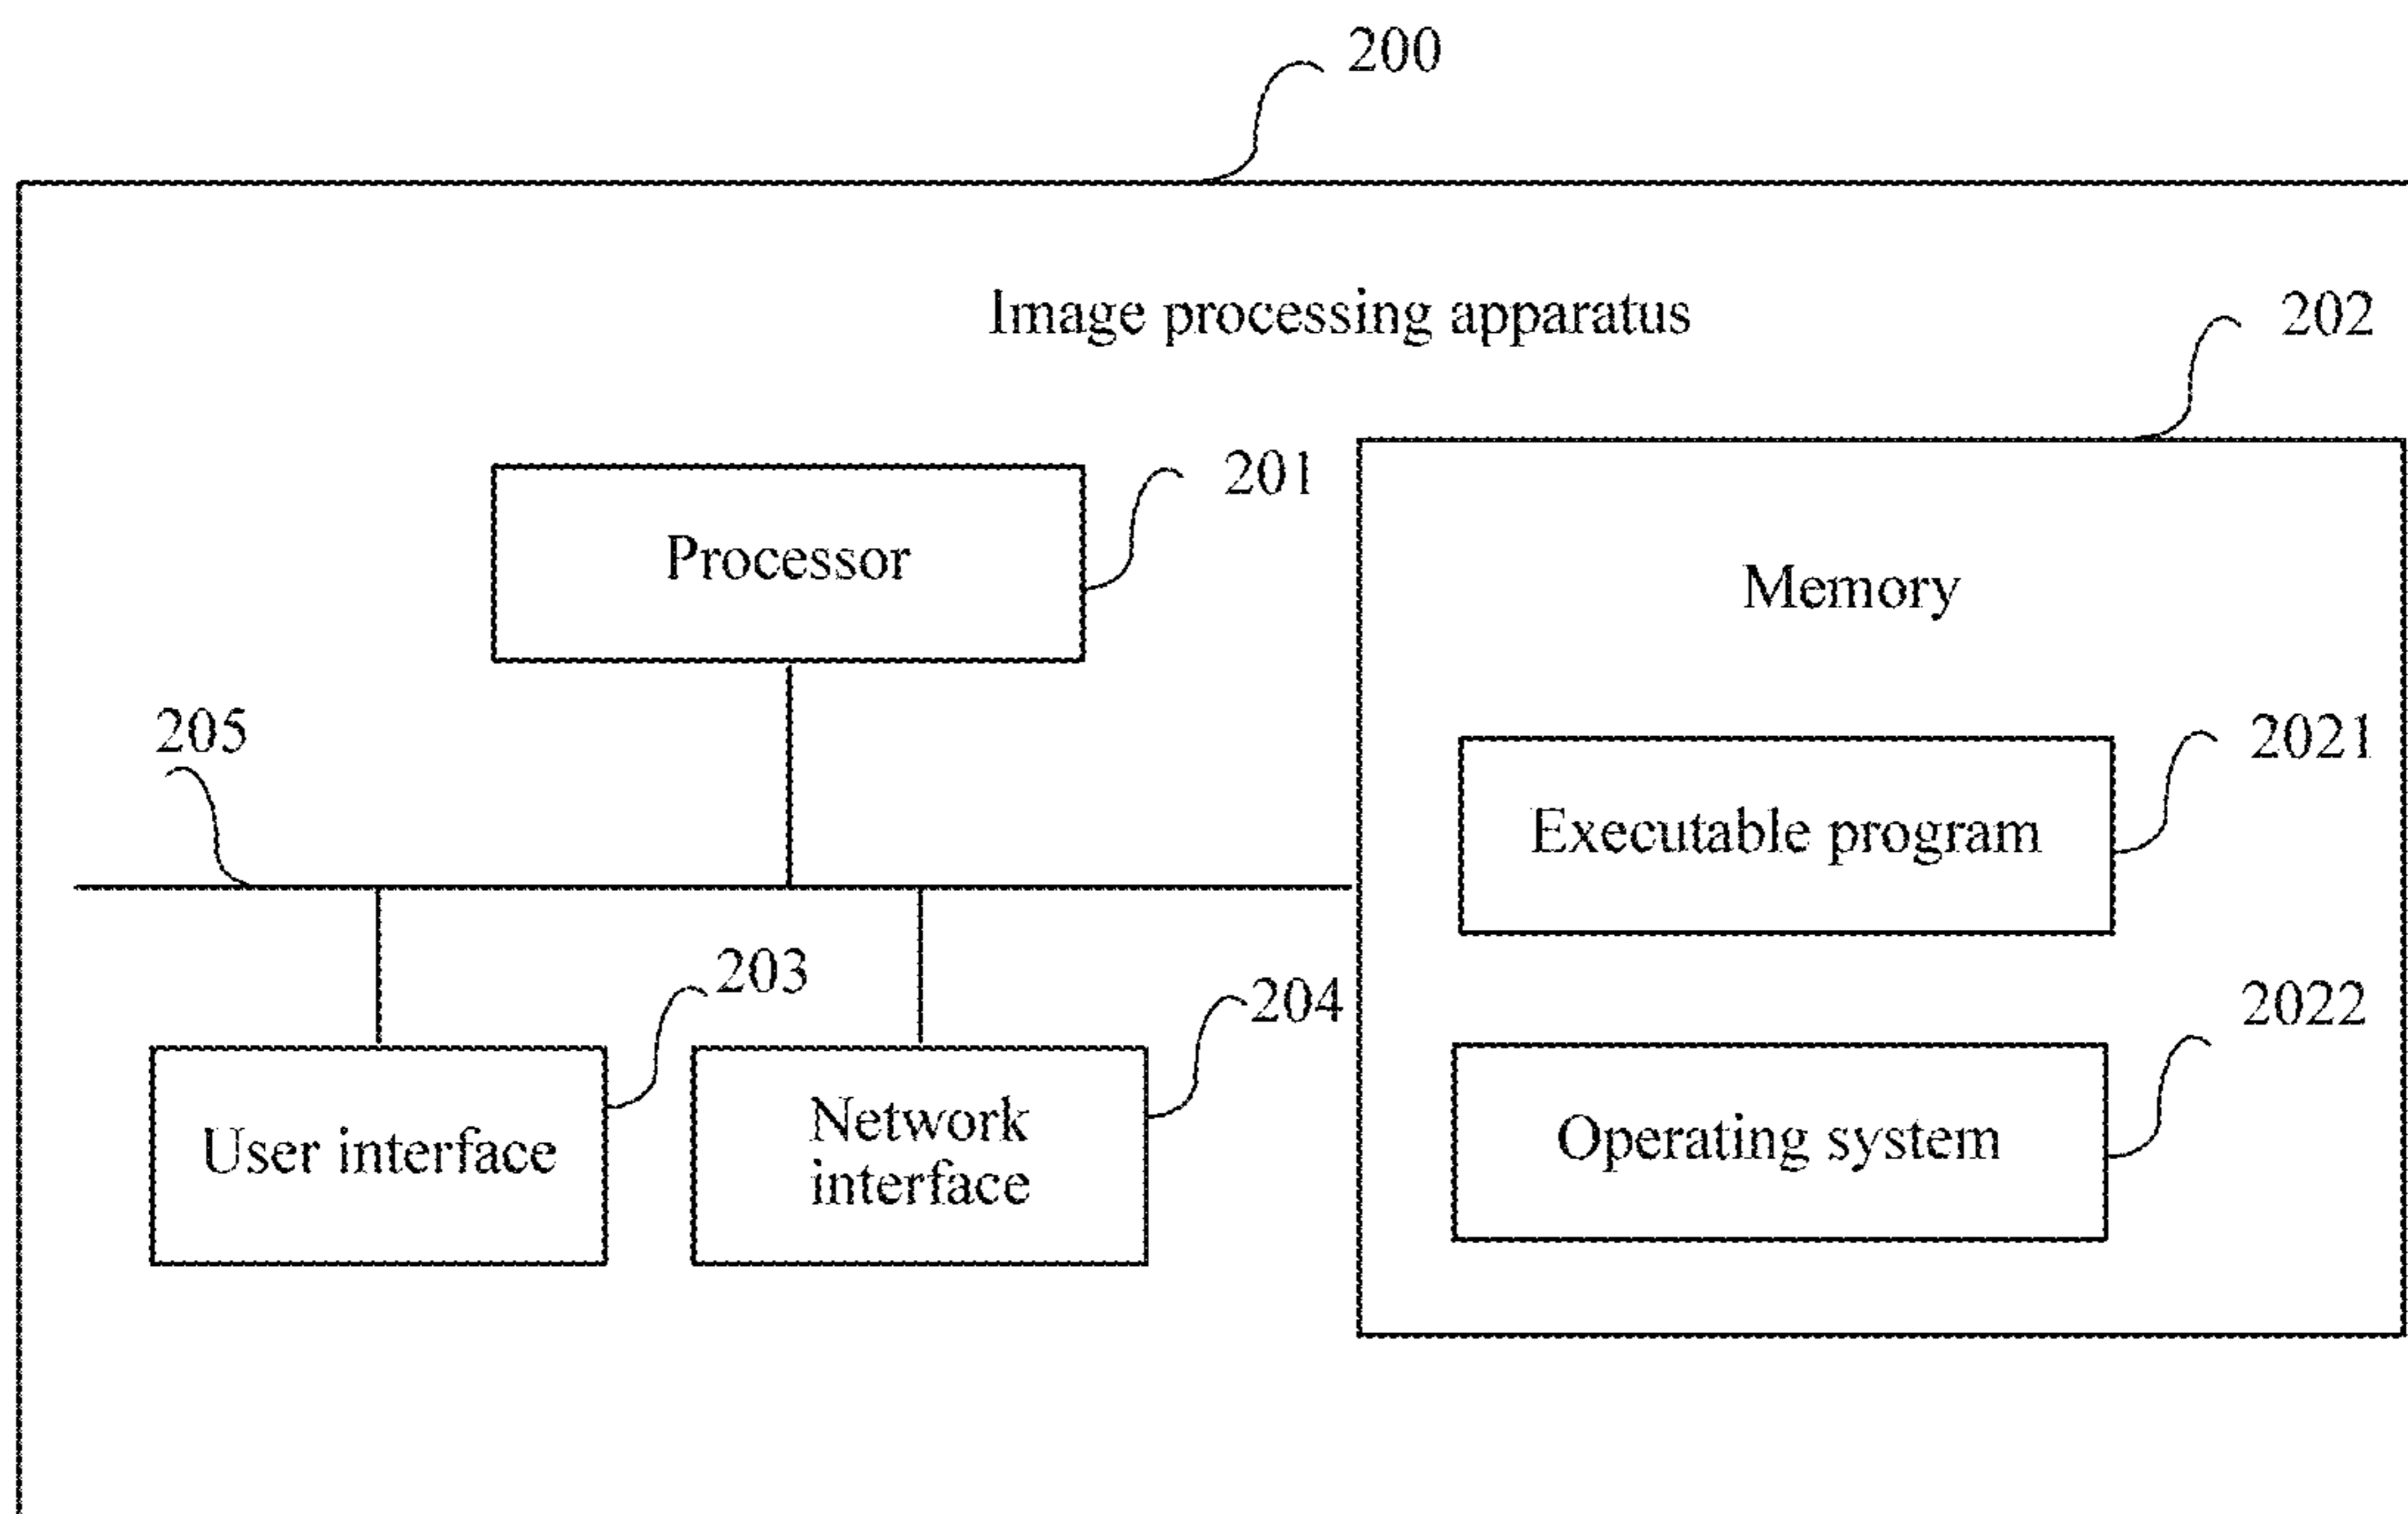 200
Image processing apparatus
202
201
Processor
Memory
205
2021
Executable program
203
204
2022
User interface
Network
interface
Operating system